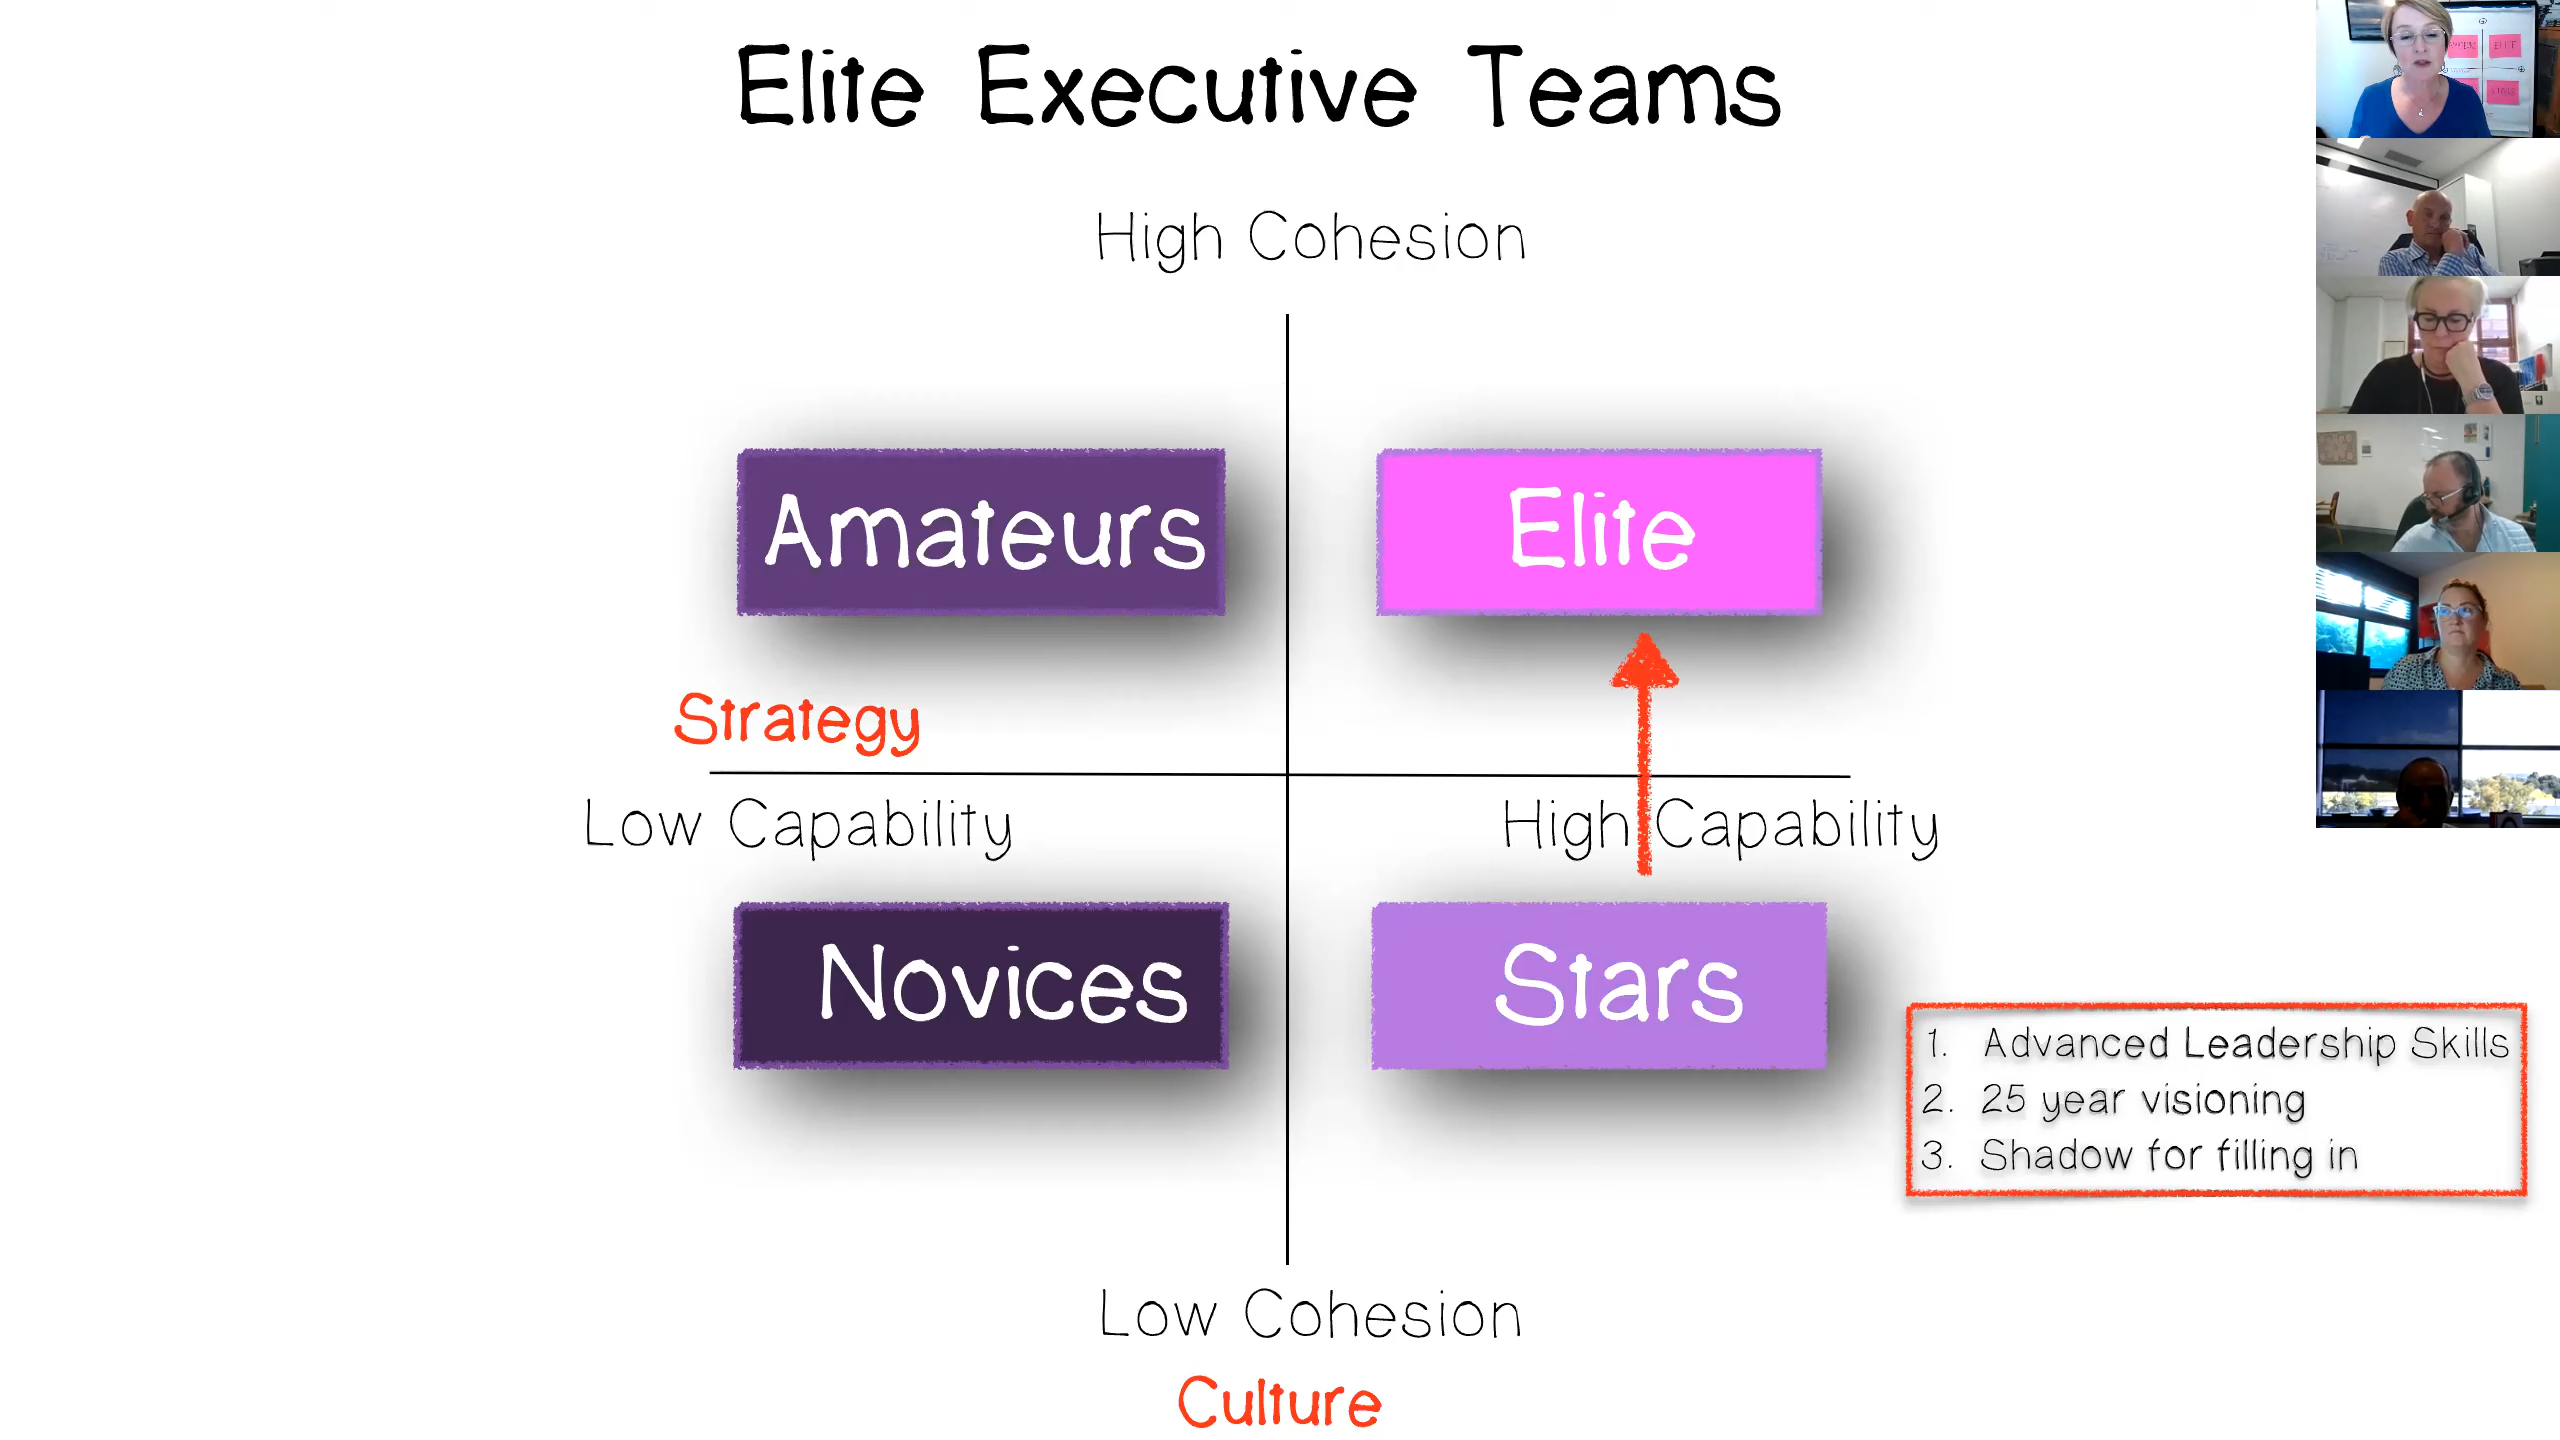 Elite Executive Teams
High Cohesion
Amateurs
Elite
Strategy
Low Capability
High Capability
Novices
Stars
1. Advanced Leadership Skills
2. 25 year visioning
3. Shadow for filling in
Low Cohesion
Culture
ELITE